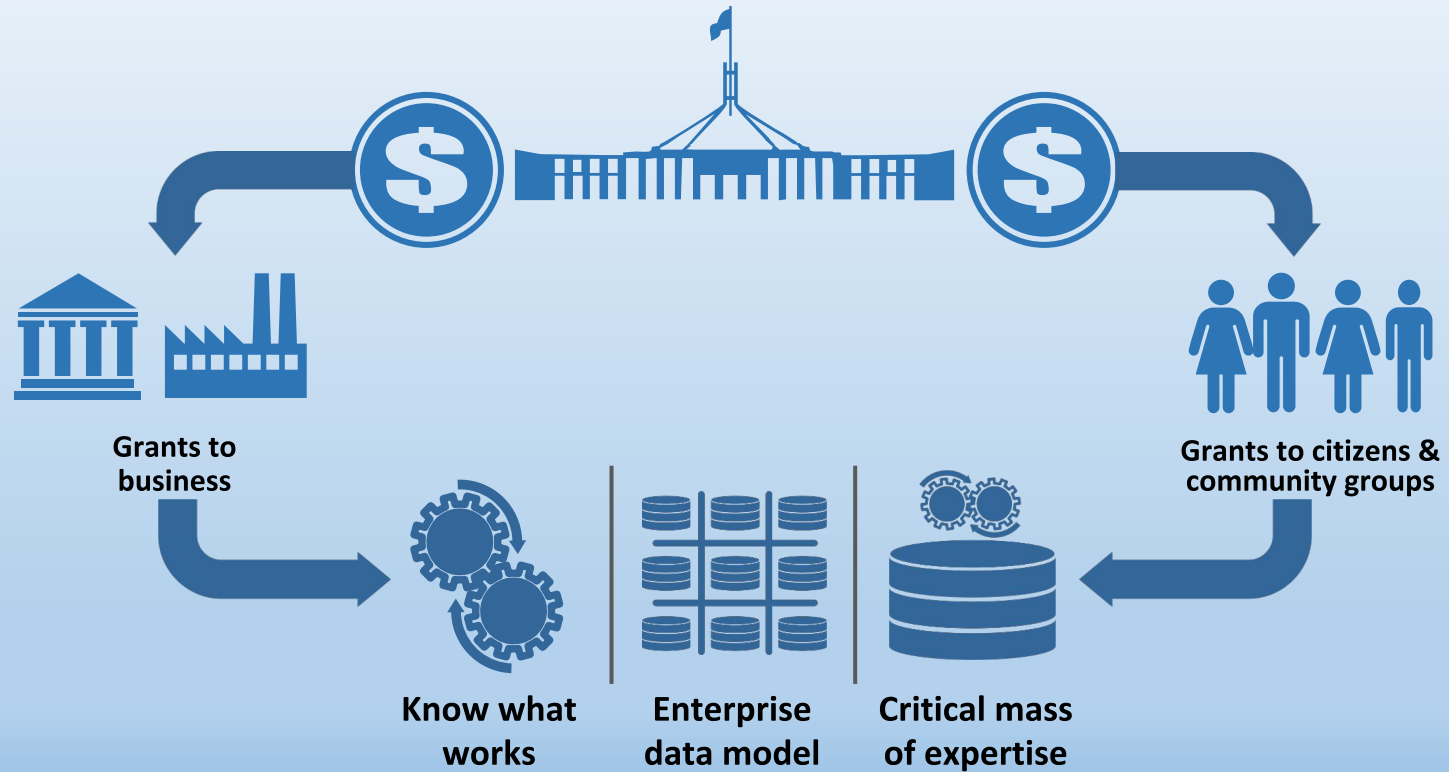 $
$
Grants to
business
Grants to citizens &
community groups
Know what
works
Enterprise
data model
Critical mass
of expertise